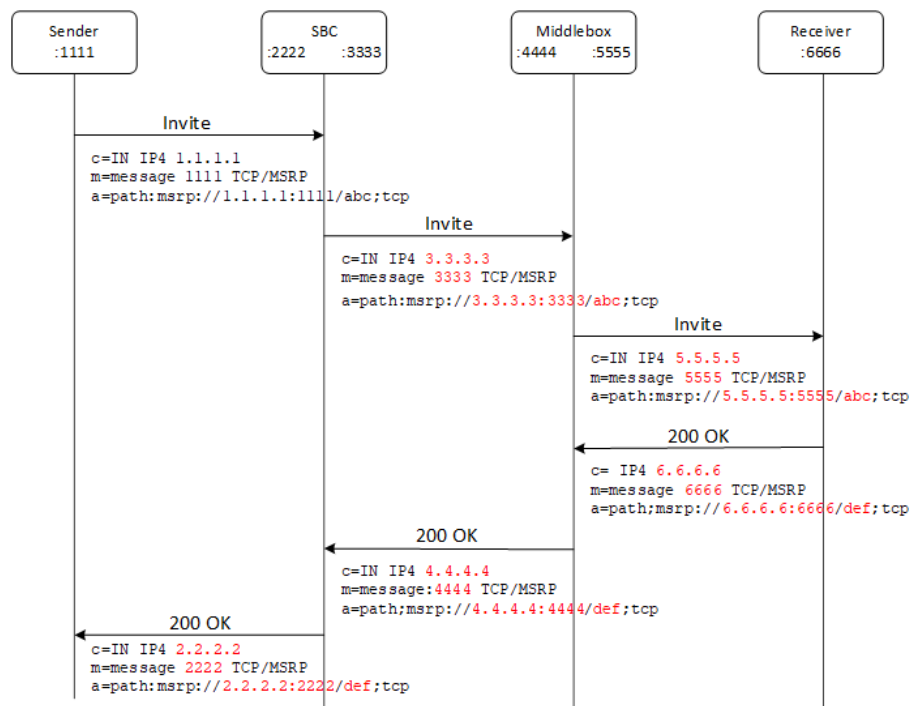 Sender
:1111
SBC
:2222 :3333
Middlebox
:4444 :5555
Receiver
:6666
Invite
c=IN IP4 1.1.1.1
m=message 1111 TCP/MSRP
a=path:msrp://1.1.1.1:1111/abc;tcp
Invite
c=IN IP4 3.3.3.3
m=message 3333 TCP/MSRP
a=path:msrp://3.3.3.3:3333/abc;tcp
Invite
c=IN IP4 5.5.5.5
m=message 5555 TCP/MSRP
a=path:msrp://5.5.5.5:5555/abc;tcp
200 OK
c= IP4 6.6.6.6
m=message 6666 TCP/MSRP
a=path;msrp://6.6.6.6:6666/def;tcp
200 OK
c=IN IP4 4.4.4.4
m=message:4444 TCP/MSRP
a=path;msrp://4.4.4.4:4444/def;tcp
200 OK
c=IN IP4 2.2.2.2
m=message 2222 TCP/MSRP
a=path:msrp://2.2.2.2:2222/def;tcp